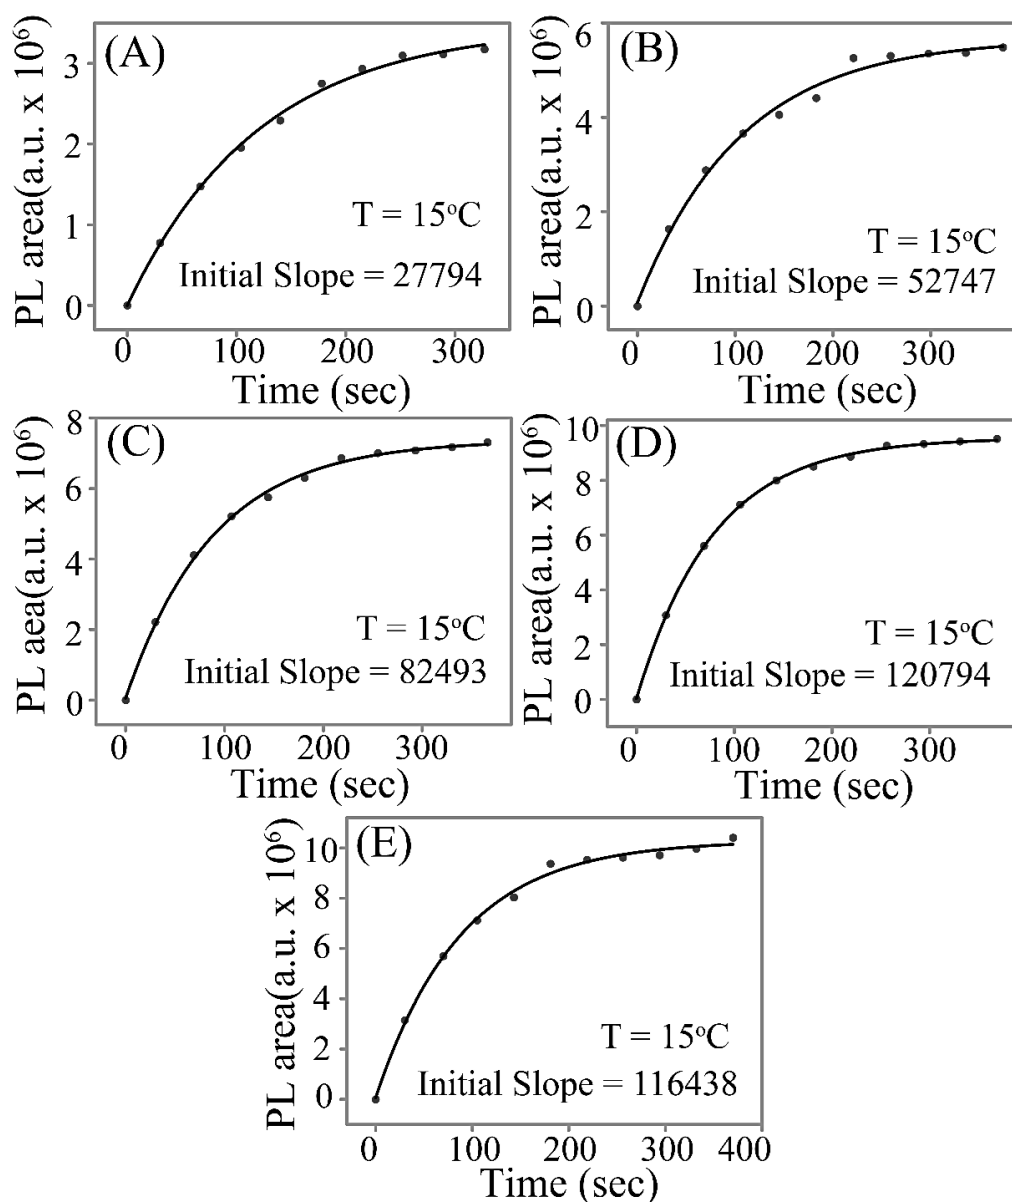 (A)
PL area(a.u. x 10⁶)
3
2
1
0
T = 15°C
Initial Slope = 27794
0 100 200 300
Time (sec)
(B)
PL area(a.u. x 10⁶)
6
4
2
0
T = 15°C
Initial Slope = 52747
0 100 200 300
Time (sec)
(C)
PL aea(a.u. x 10⁶)
8
6
4
2
0
T = 15°C
Initial Slope = 82493
0 100 200 300
Time (sec)
(D)
PL area(a.u. x 10⁶)
10
8
6
4
2
0
T = 15°C
Initial Slope = 120794
0 100 200 300
Time (sec)
(E)
PL area(a.u. x 10⁶)
10
8
6
4
2
0
T = 15°C
Initial Slope = 116438
0 100 200 300 400
Time (sec)